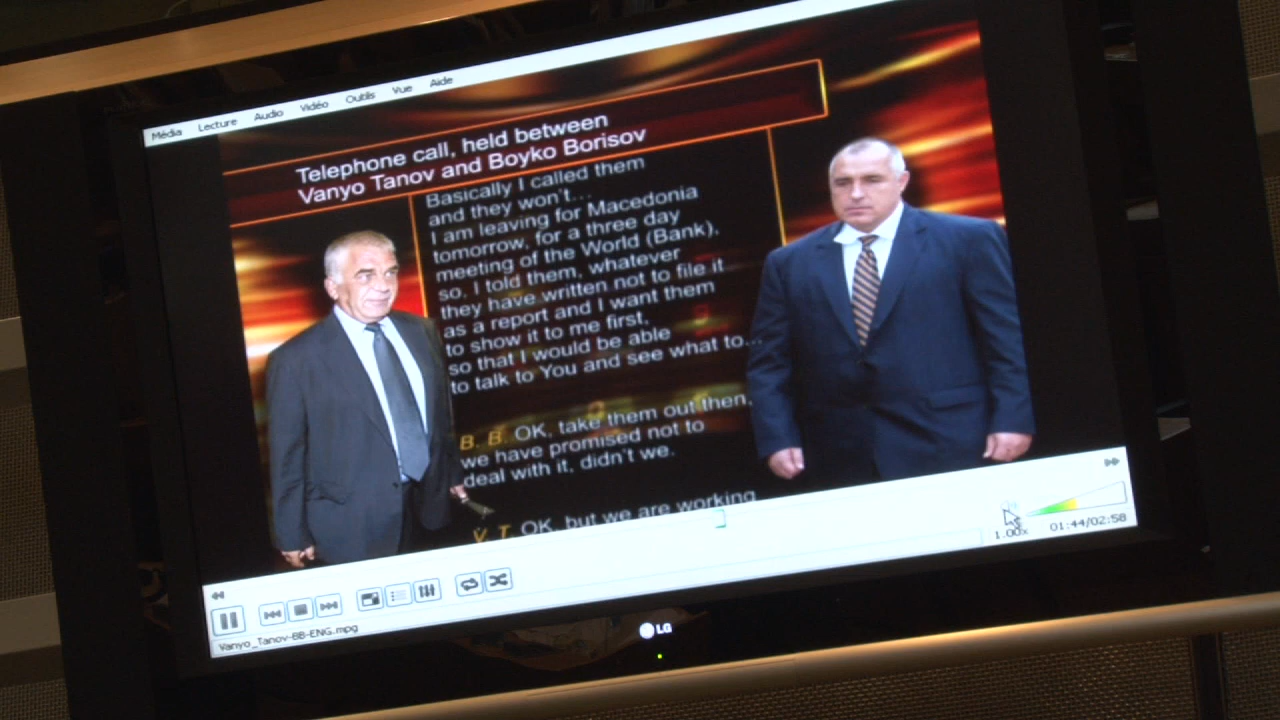 Média Lecture Audio Vidéo Outils Vue Aide
Telephone call, held between
Vanyo Tanov and Boyko Borisov
Basically I called them
and they won't...
I am leaving for Macedonia
tomorrow, for a three day
meeting of the World (Bank),
so, I told them, whatever
they have written not to file it
as a report and I want them
to show it to me first,
so that I would be able
to talk to You and see what to...
B. B. OK, take them out then,
we have promised not to
deal with it, didn't we.
V. T. OK, but we are working
1.00x 01:44/02:58
Vanyo_Tanov-BB-ENG.mpg
LG